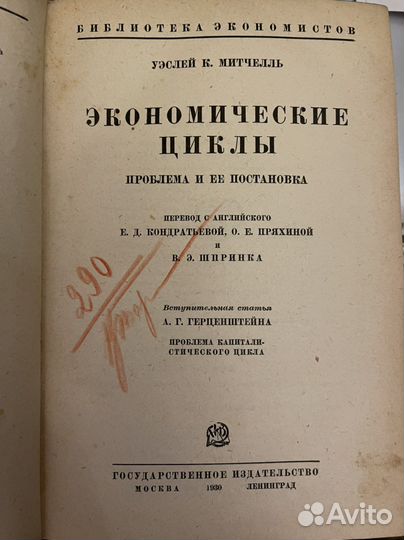 БИБЛИОТЕКА ЭКОНОМИСТОВ
УЭСЛЕЙ К. МИТЧЕЛЛЬ
ЭКОНОМИЧЕСКИЕ
ЦИКЛЫ
ПРОБЛЕМА И ЕЕ ПОСТАНОВКА
ПЕРЕВОД С АНГЛИЙСКОГО
Е. Д. КОНДРАТЬЕВОЙ, О. Е. ПРЯХИНОЙ
И
В. Э. ШПРИНКА
290
Вступительная статья
А. Г. ГЕРЦЕНШТЕЙНА
ПРОБЛЕМА КАПИТАЛИ-
СТИЧЕСКОГО ЦИКЛА
ГОСУДАРСТВЕННОЕ ИЗДАТЕЛЬСТВО
МОСКВА 1930 ЛЕНИНГРАД
Avito